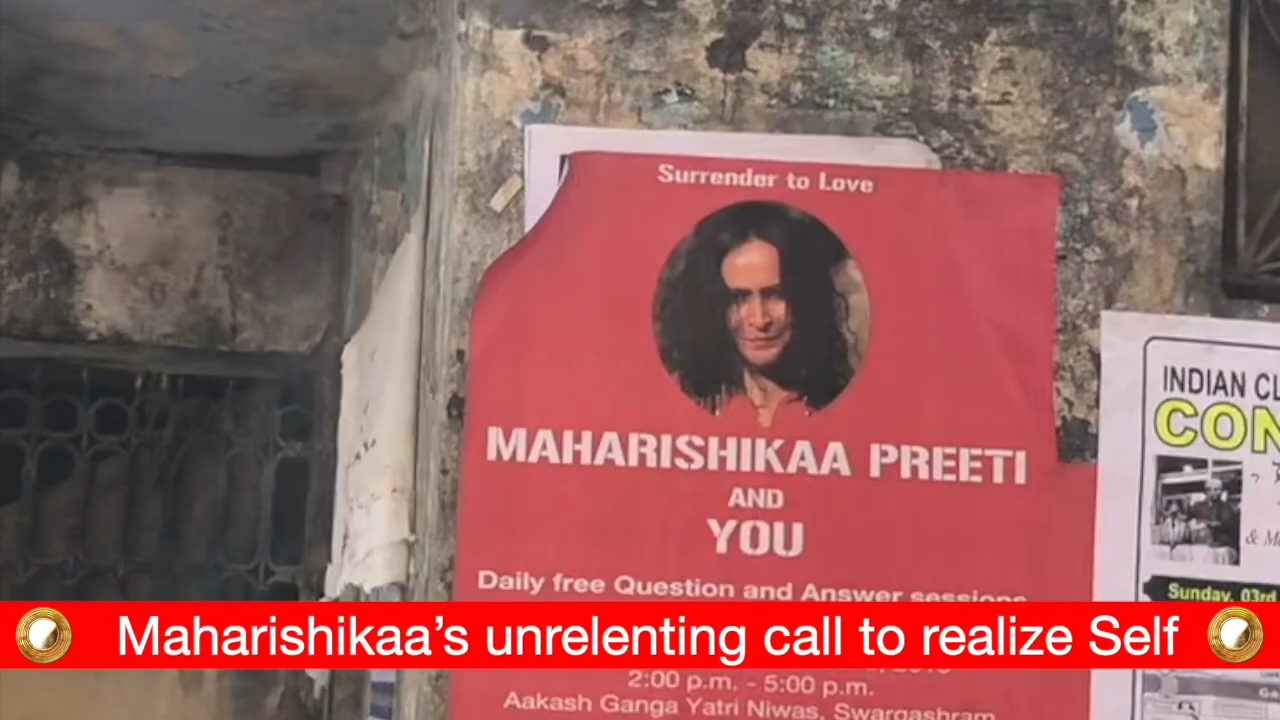 Surrender to Love
MAHARISHIKAA PREETI
AND
YOU
Daily free Question and Answer sessions
2:00 p.m. - 5:00 p.m.
Aakash Ganga Yatri Niwas, Swargashram
INDIAN CL
CON
& M
Sunday, 03rd
Maharishikaa's unrelenting call to realize Self